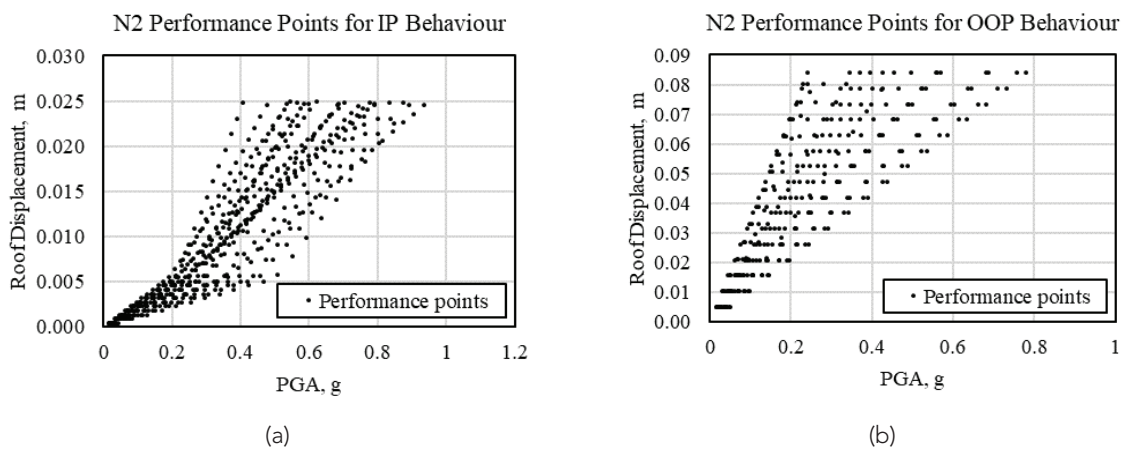 N2 Performance Points for IP Behaviour
0.030
0.025
0.020
0.015
0.010
0.005
0.000
Roof Displacement, m
• Performance points
0 0.2 0.4 0.6 0.8 1 1.2
PGA, g
(a)
N2 Performance Points for OOP Behaviour
0.09
0.08
0.07
0.06
0.05
0.04
0.03
0.02
0.01
0.00
Roof Displacement, m
• Performance points
0 0.2 0.4 0.6 0.8 1
PGA, g
(b)